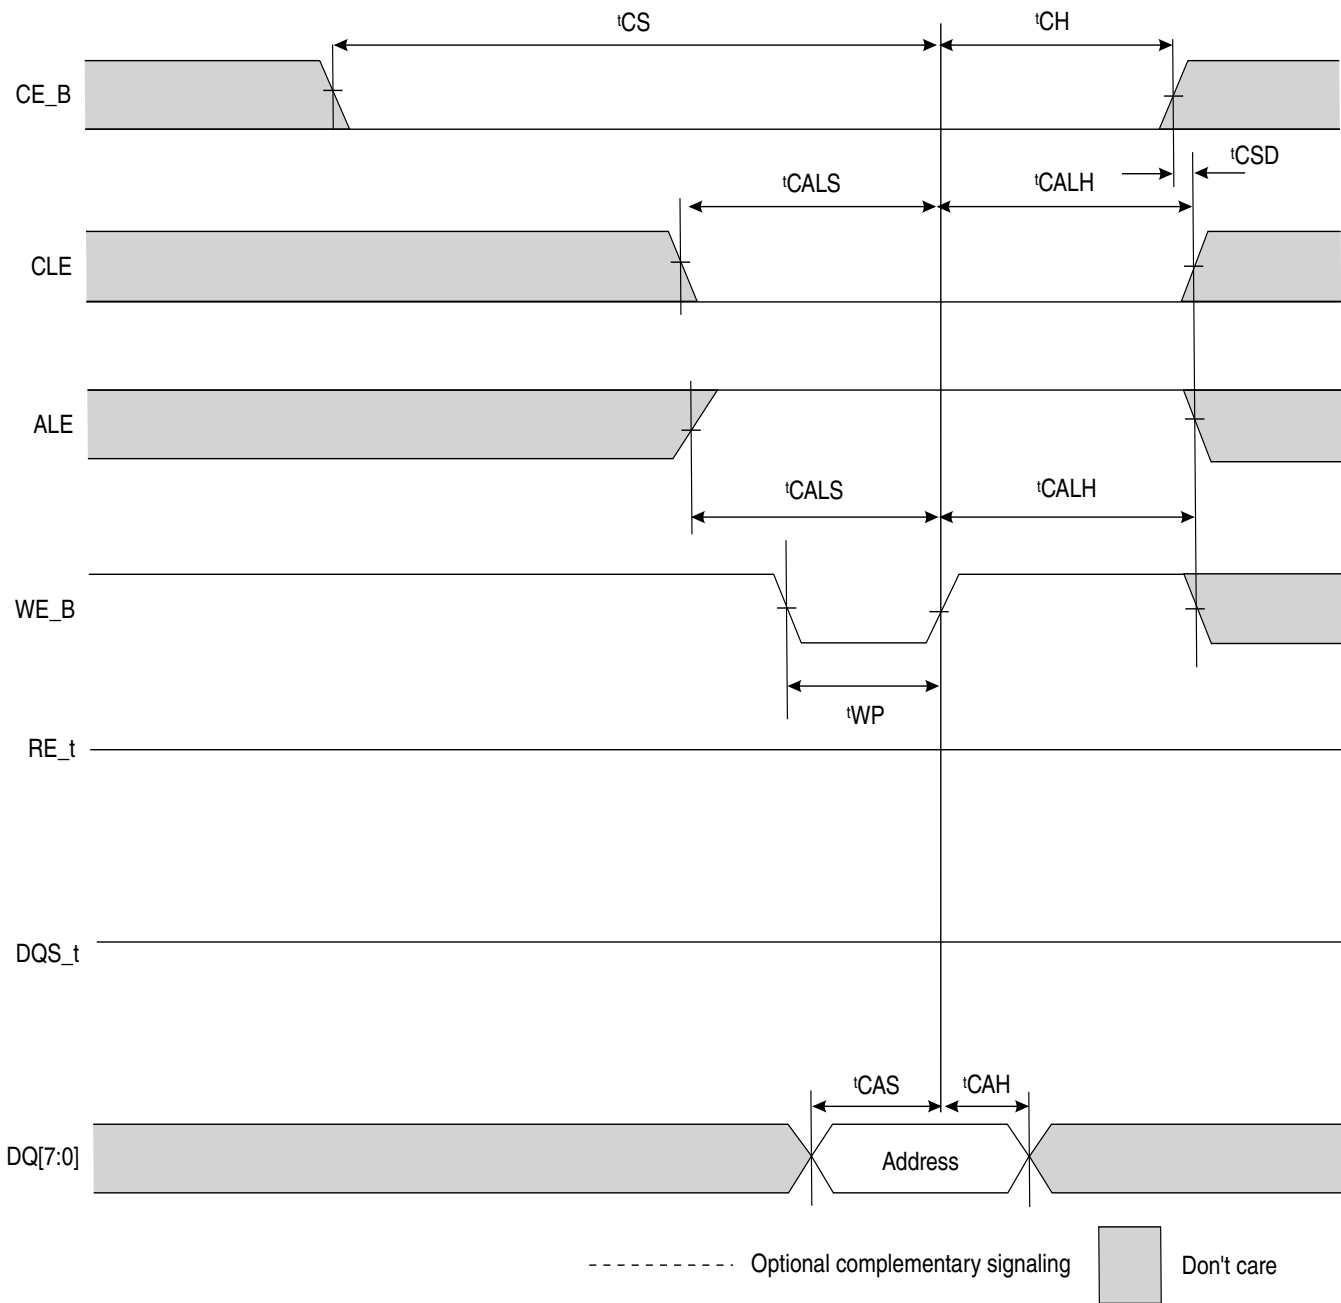 tCS
tCH
CE_B
tCSD
tCALS
tCALH
CLE
ALE
tCALS
tCALH
WE_B
tWP
RE_t
DQS_t
tCAS
tCAH
DQ[7:0]
Address
Optional complementary signaling
Don't care